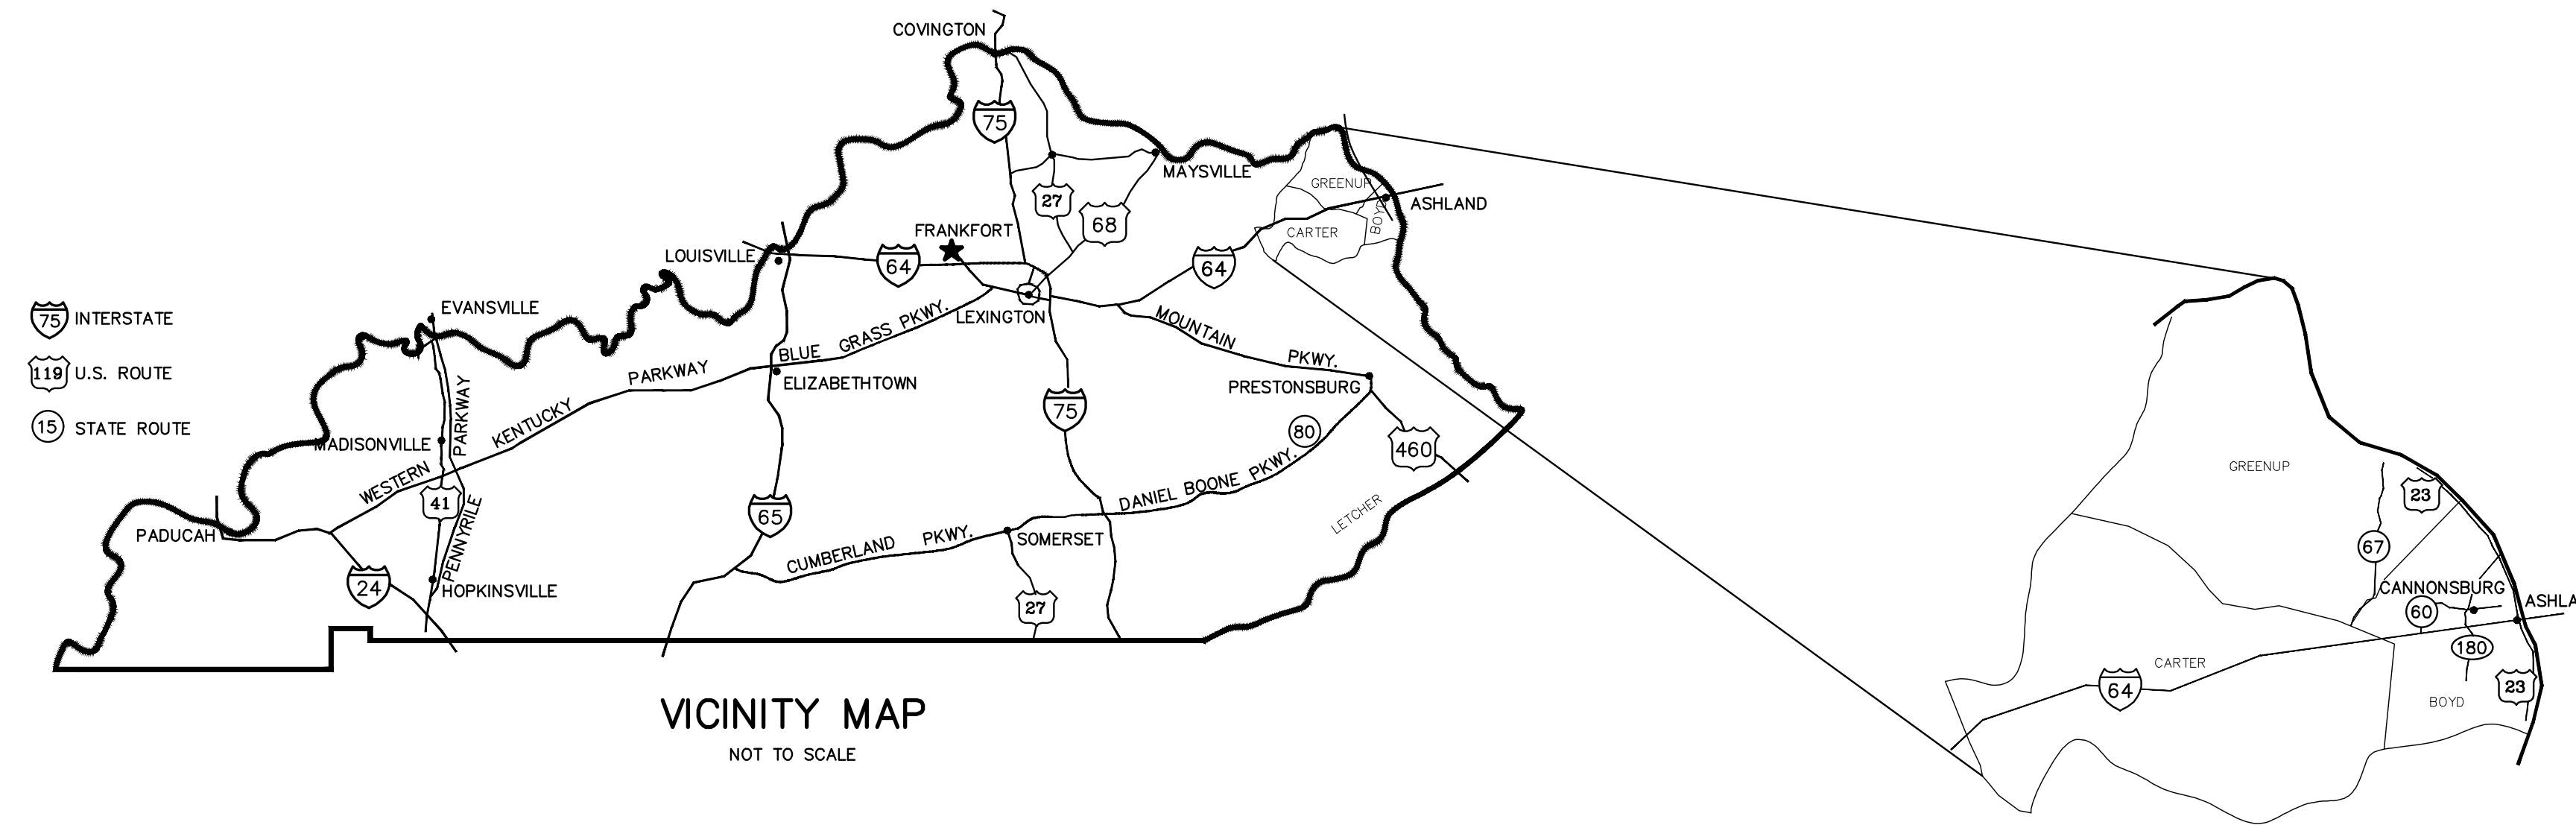 COVINGTON
75
MAYSVILLE
27
68
GREENUP
BOYD
ASHLAND
CARTER
FRANKFORT
LOUISVILLE
64
64
LEXINGTON
EVANSVILLE
75 INTERSTATE
119 U.S. ROUTE
15 STATE ROUTE
BLUE GRASS PKWY.
MOUNTAIN PKWY.
PRESTONSBURG
ELIZABETHTOWN
WESTERN KENTUCKY PARKWAY
MADISONVILLE
PENNYRILE PARKWAY
41
75
80
460
65
DANIEL BOONE PKWY.
LETCHER
PADUCAH
CUMBERLAND PKWY.
SOMERSET
24
HOPKINSVILLE
27
VICINITY MAP
NOT TO SCALE
GREENUP
23
67
CANNONSBURG
60
ASHLA
180
CARTER
64
23
BOYD